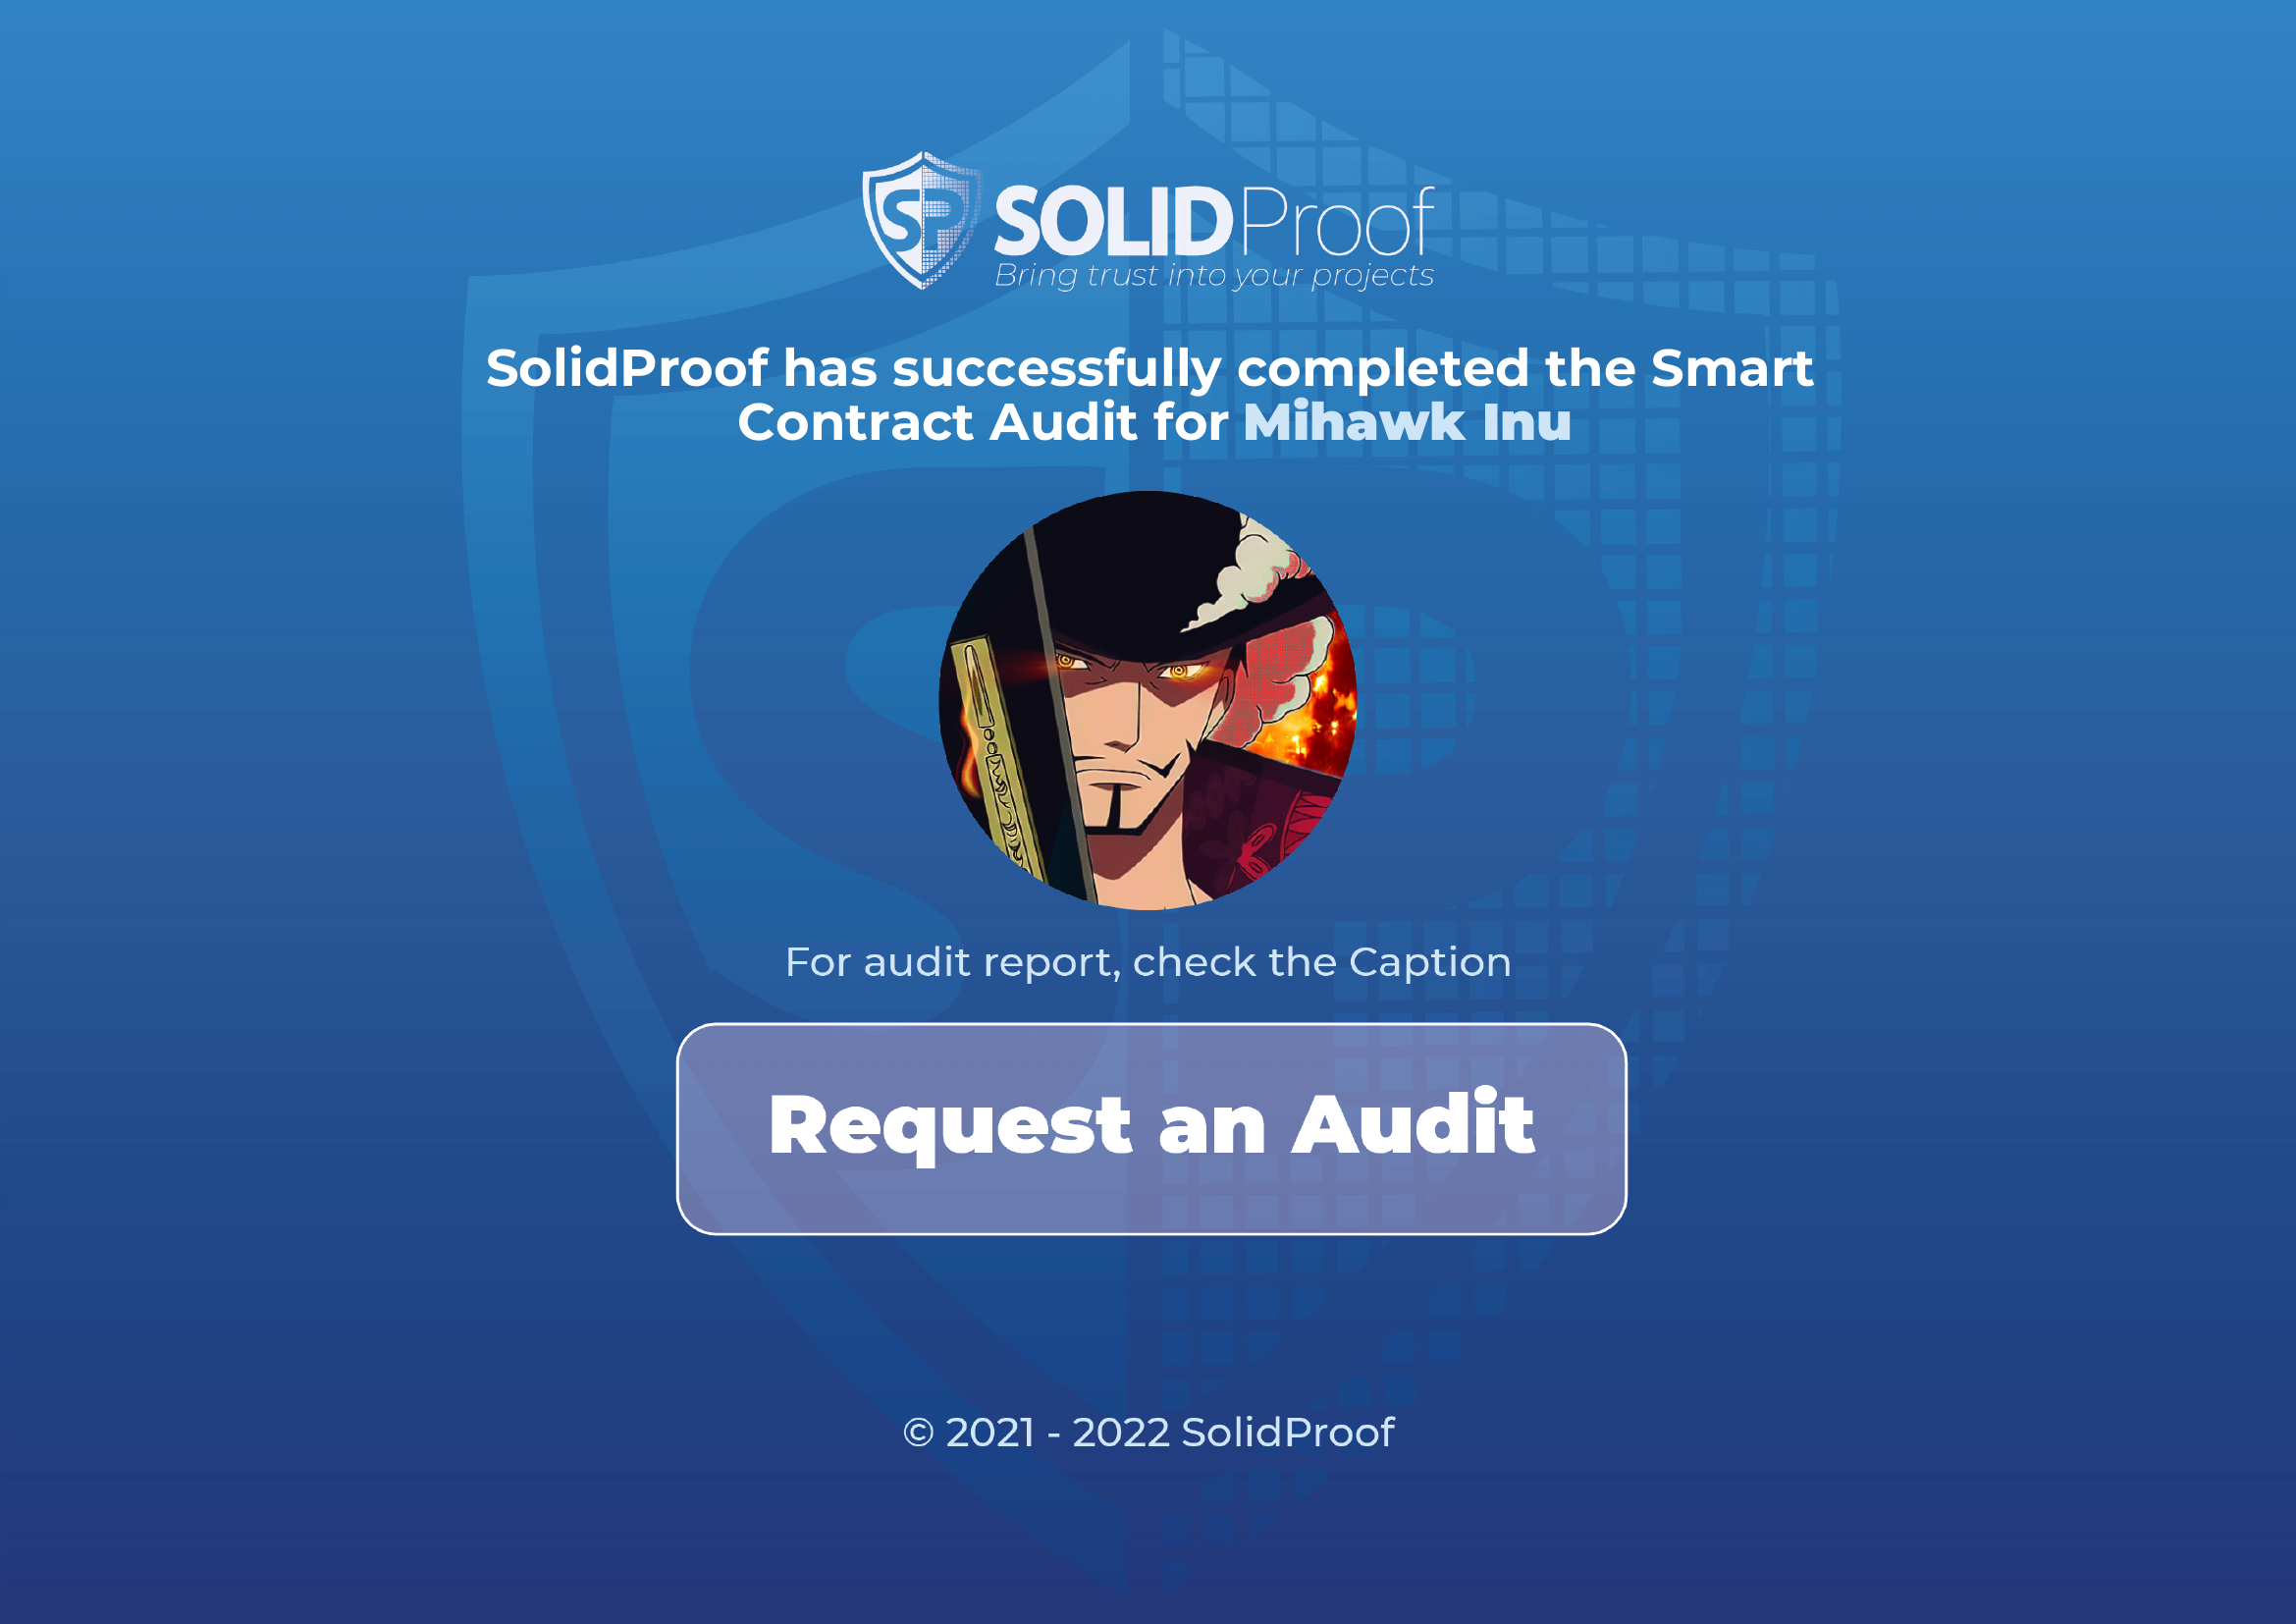 SP SOLIDProof
Bring trust into your projects
SolidProof has successfully completed the Smart
Contract Audit for Mihawk Inu
For audit report, check the Caption
Request an Audit
© 2021 - 2022 SolidProof